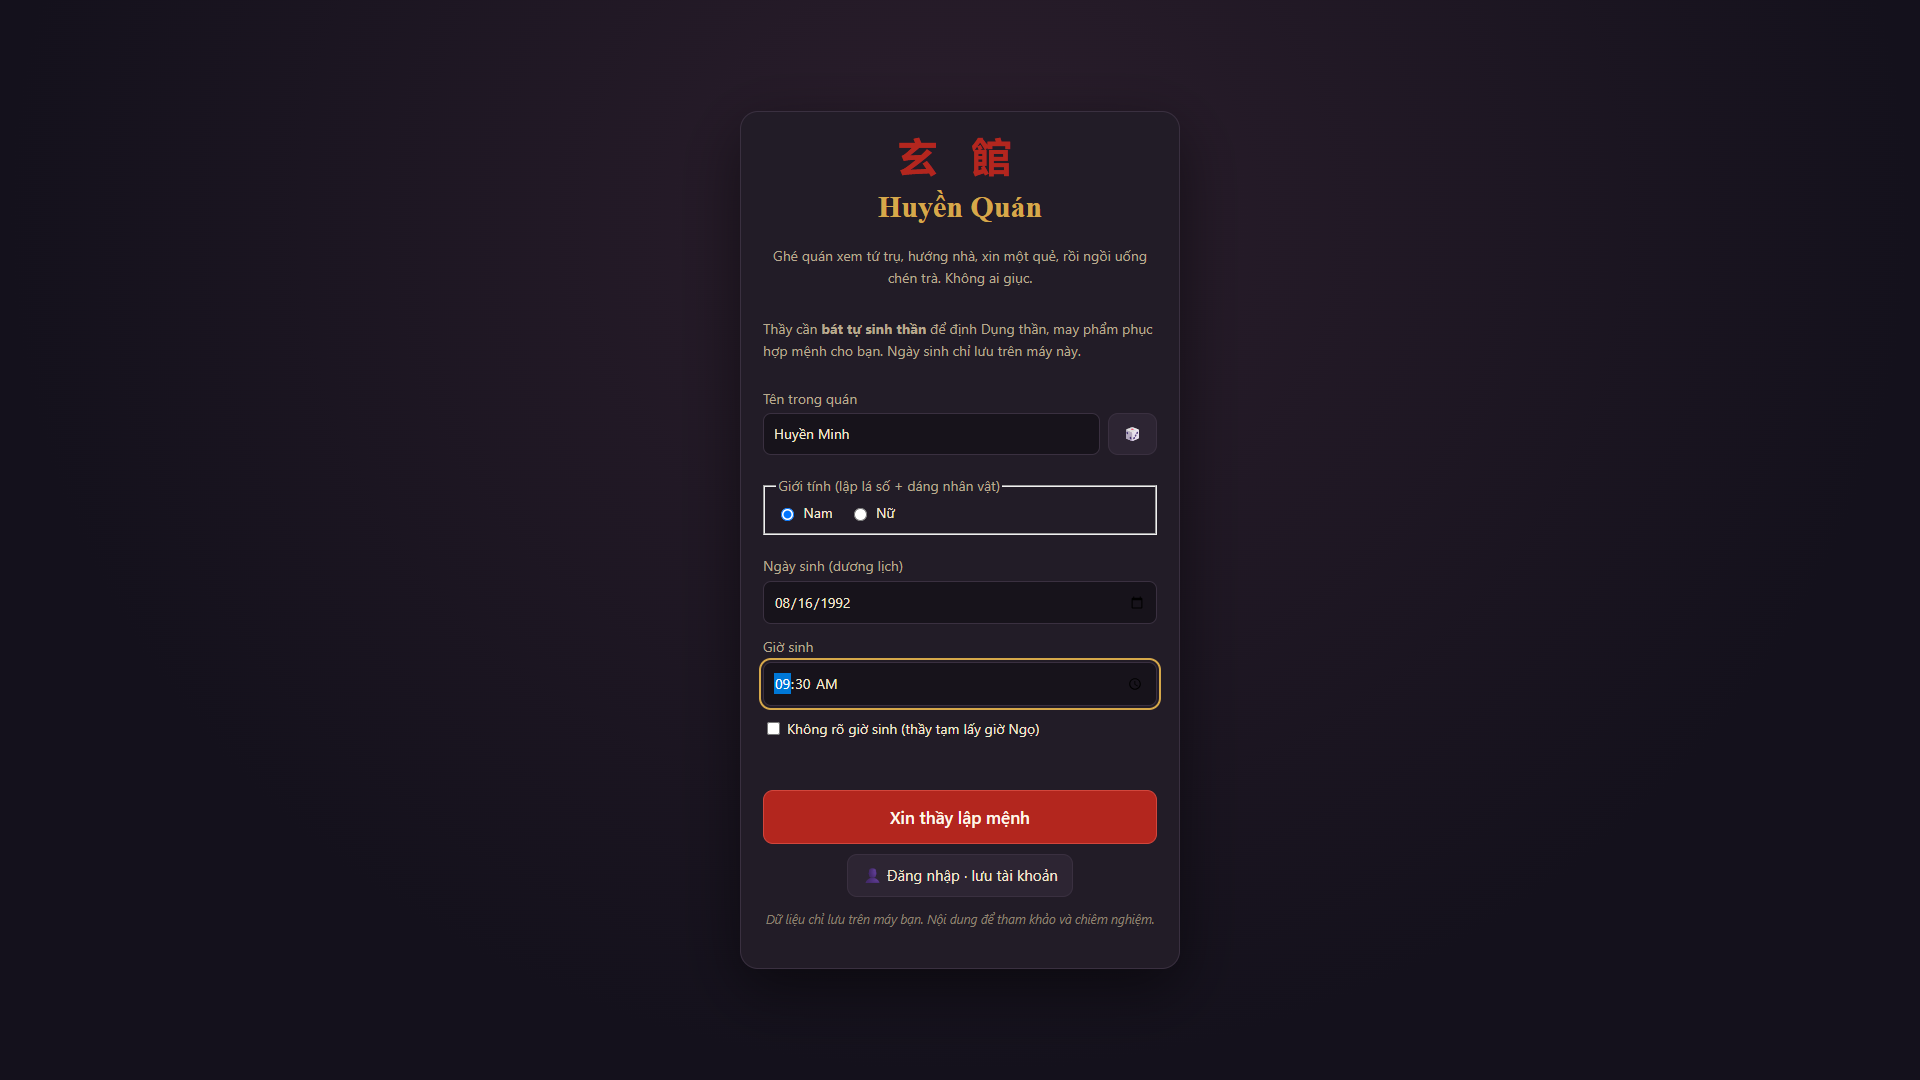 玄 館
Huyền Quán
Ghé quán xem tứ trụ, hướng nhà, xin một quẻ, rồi ngồi uống
chén trà. Không ai giục.
Thầy cần bát tự sinh thần để định Dụng thần, may phẩm phục
hợp mệnh cho bạn. Ngày sinh chỉ lưu trên máy này.
Tên trong quán
Huyền Minh
Giới tính (lập lá số + dáng nhân vật)
Nam Nữ
Ngày sinh (dương lịch)
08/16/1992
Giờ sinh
09:30 AM
Không rõ giờ sinh (thầy tạm lấy giờ Ngọ)
Xin thầy lập mệnh
Đăng nhập · lưu tài khoản
Dữ liệu chỉ lưu trên máy bạn. Nội dung để tham khảo và chiêm nghiệm.